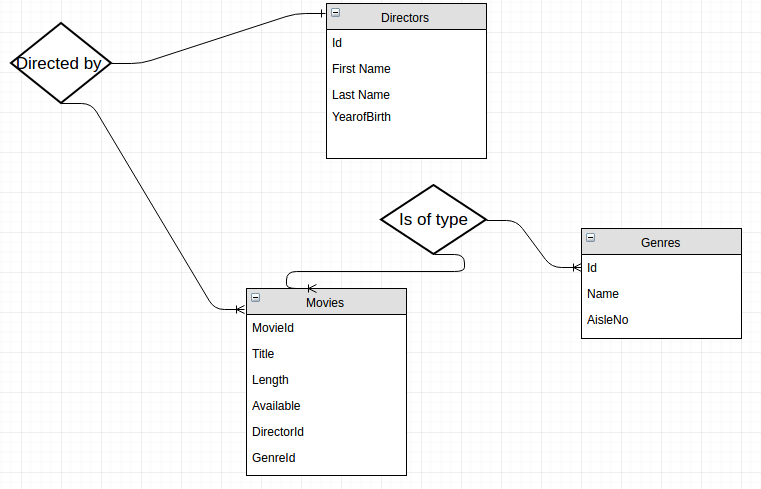 Directors
Id
First Name
Last Name
YearofBirth
Directed by
Is of type
Genres
Id
Name
AisleNo
Movies
MovieId
Title
Length
Available
DirectorId
GenreId